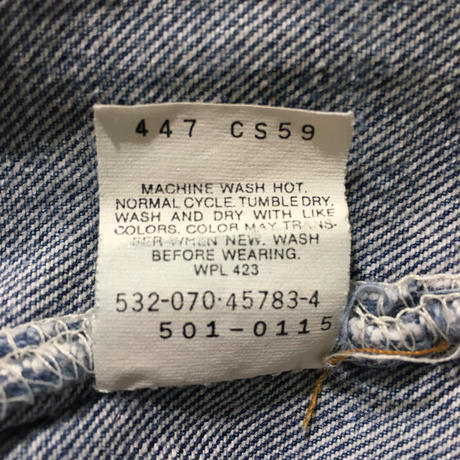 447 CS59
MACHINE WASH HOT.
NORMAL CYCLE. TUMBLE DRY.
WASH AND DRY WITH LIKE
COLORS. COLOR MAY TRANS-
FER WHEN NEW. WASH
BEFORE WEARING.
WPL 423
532-070-45783-4
501-0115